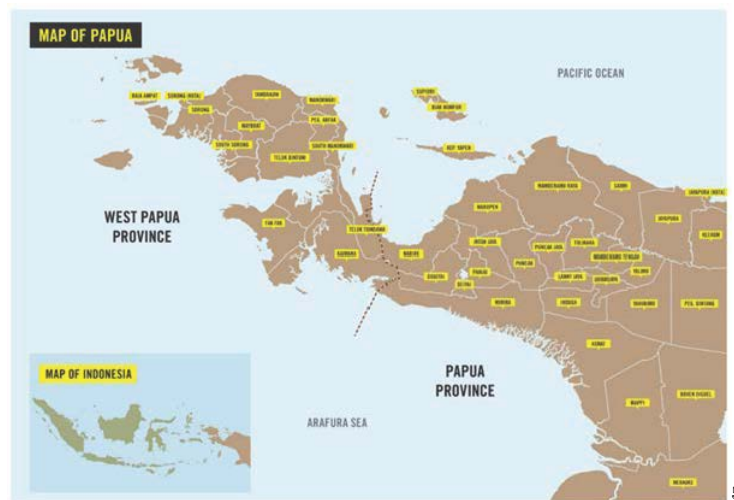 MAP OF PAPUA
PACIFIC OCEAN
SUPIORI
BIAK NUMFOR
RAJA AMPAT
SORONG (KOTA)
TAMBRAUW
MANOKWARI
SORONG
PEG. ARFAK
MAYBRAT
SOUTH SORONG
SOUTH MANOKWARI
TELUK BINTUNI
KEP. YAPEN
MAMBERAMO RAYA
SARMI
JAYAPURA (KOTA)
WAROPEN
JAYAPURA
KEEROM
WEST PAPUA
PROVINCE
FAK FAK
TELUK WONDAMA
KAIMANA
NABIRE
INTAN JAYA
PUNCAK JAYA
TOLIKARA
MAMBERAMO TENGAH
PUNCAK
YALIMO
DOGIYAI
PANIAI
LANNY JAYA
JAYAWIJAYA
DEIYAI
MIMIKA
NDUGA
YAHUKIMO
PEG. BINTANG
ASMAT
PAPUA
PROVINCE
BOVEN DIGOEL
MAPPI
MERAUKE
MAP OF INDONESIA
ARAFURA SEA